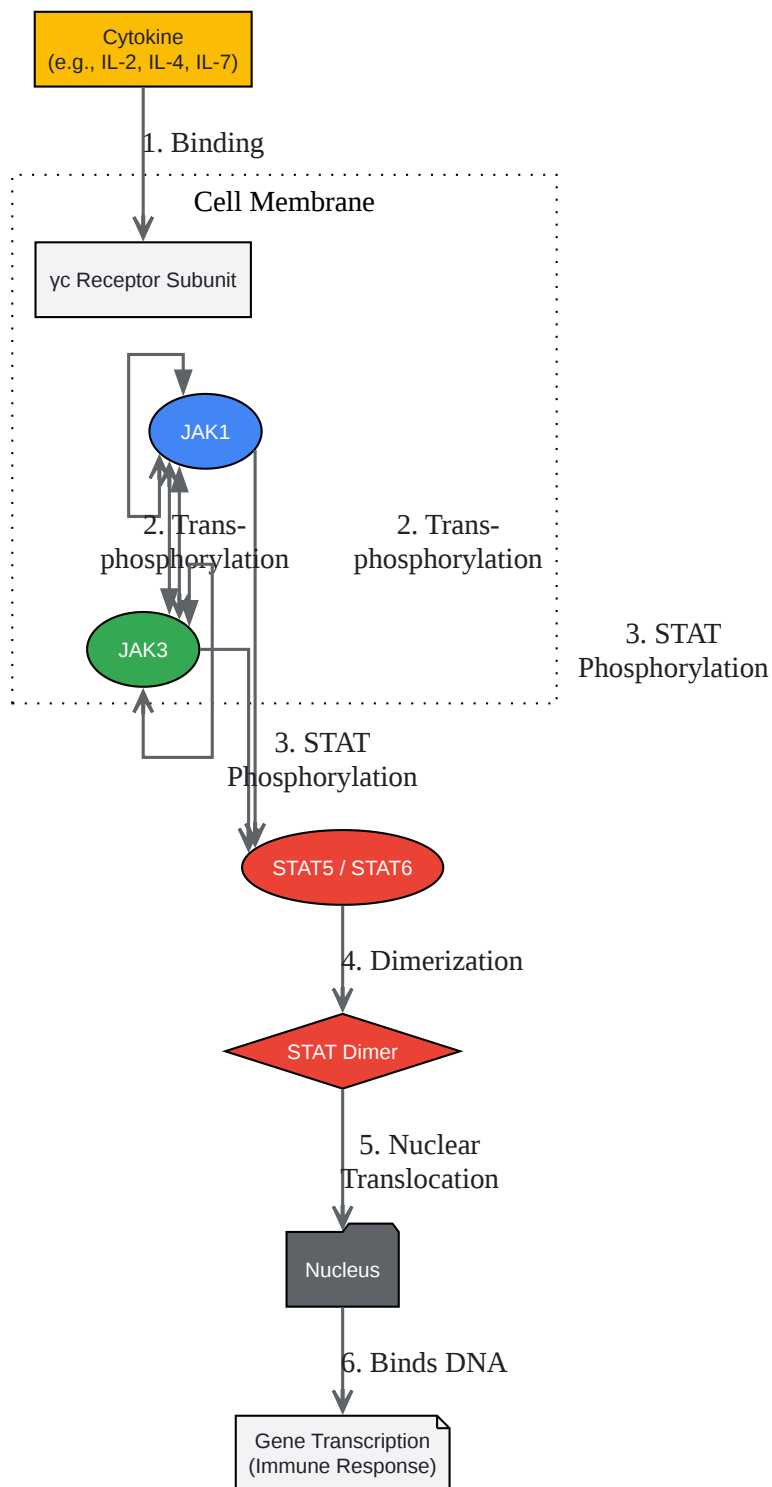 Cytokine
(e.g., IL-2, IL-4, IL-7)
1. Binding
Cell Membrane
γc Receptor Subunit
JAK1
2. Trans-
phosphorylation
2. Trans-
phosphorylation
JAK3
3. STAT
Phosphorylation
3. STAT
Phosphorylation
STAT5 / STAT6
4. Dimerization
STAT Dimer
5. Nuclear
Translocation
Nucleus
6. Binds DNA
Gene Transcription
(Immune Response)